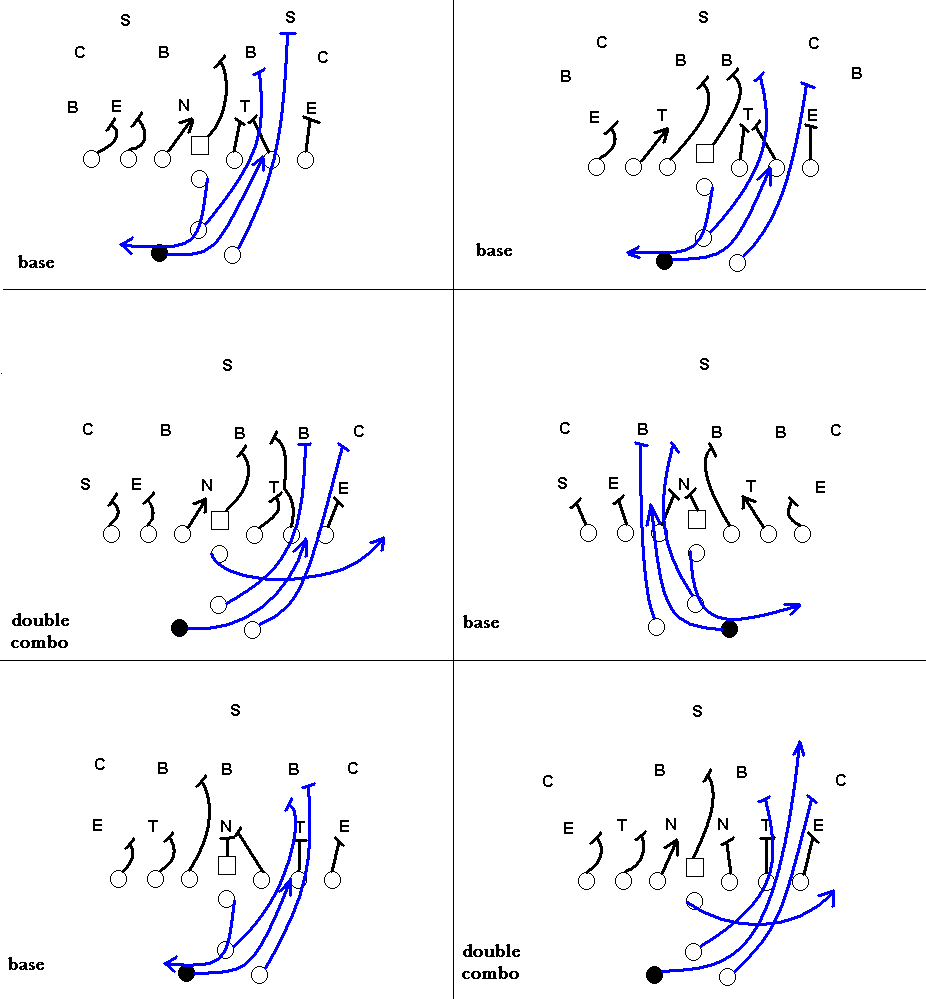 S S
C B B C
B E N T E
base
S
C C
B B B B
E T T E
base
S
C B B B C
S E N T E
double
combo
S
C B B B C
S E N T E
base
S
C B B B C
E T N T E
base
S
C B B C
E T N N T E
double
combo